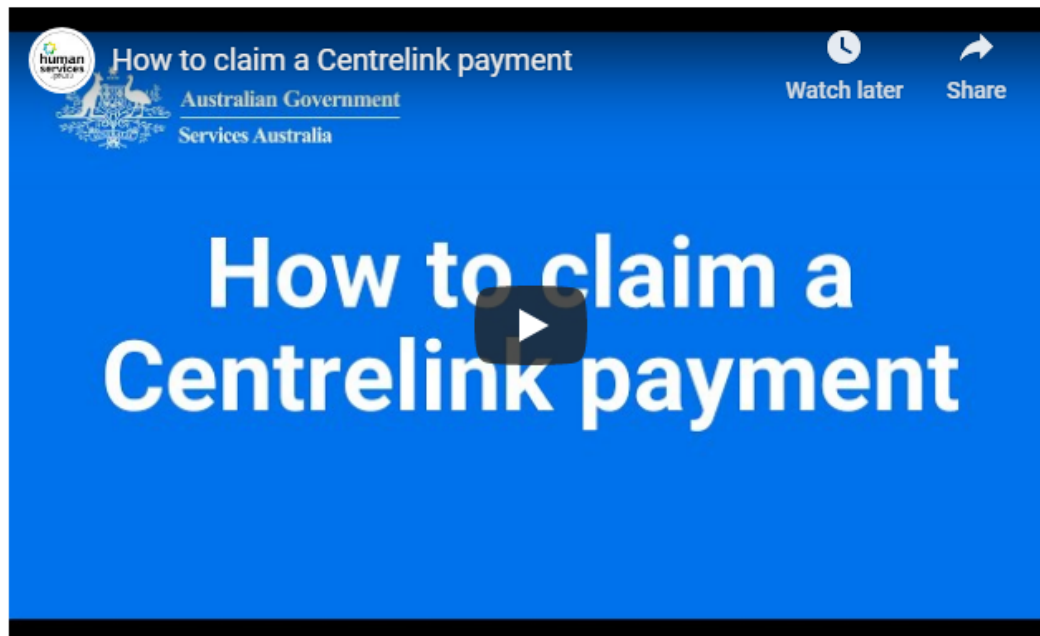 human
services
How to claim a Centrelink payment
Watch later
Share
Australian Government
Services Australia
How to claim a
Centrelink payment